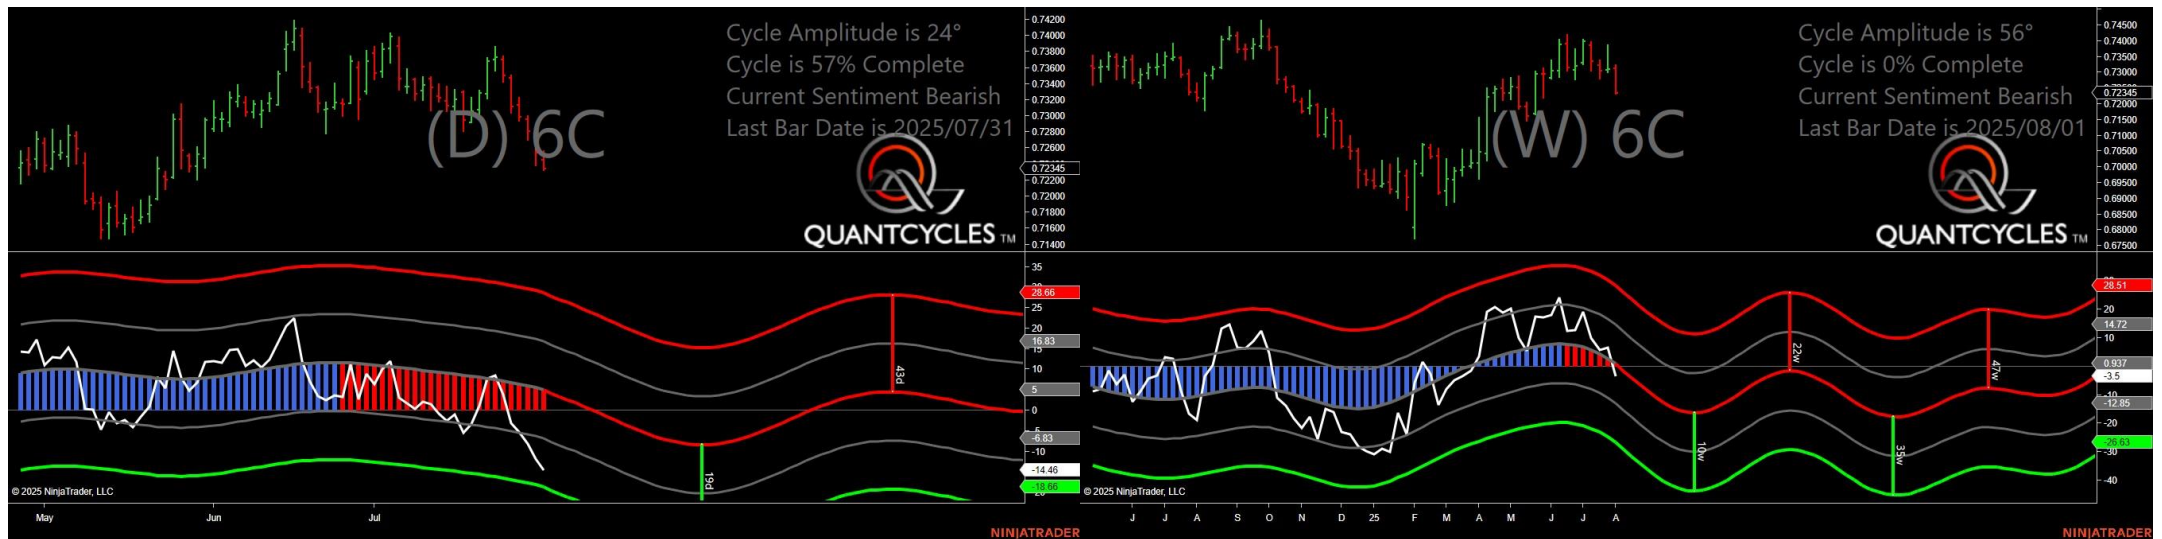 Cycle Amplitude is 24°
Cycle is 57% Complete
Current Sentiment Bearish
Last Bar Date is 2025/07/31
(D) 6C
QUANTCYCLES TM
0.74200
0.74000
0.73800
0.73600
0.73400
0.73200
0.73000
0.72800
0.72600
0.72345
0.72200
0.72000
0.71800
0.71600
0.71400
35
28.66
25
20
16.83
15
10
5
0
-6.83
-10
-14.46
-18.66
43d
19d
© 2025 NinjaTrader, LLC
May Jun Jul
NINJATRADER
Cycle Amplitude is 56°
Cycle is 0% Complete
Current Sentiment Bearish
Last Bar Date is 2025/08/01
(W) 6C
QUANTCYCLES TM
0.74500
0.74000
0.73500
0.73000
0.72345
0.72000
0.71500
0.71000
0.70500
0.70000
0.69500
0.69000
0.68500
0.68000
0.67500
28.51
20
14.72
10
0.937
-3.5
-12.85
-20
-26.63
-30
-40
22w
47w
10w
35w
© 2025 NinjaTrader, LLC
J J A S O N D 25 F M A M J J A
NINJATRADER